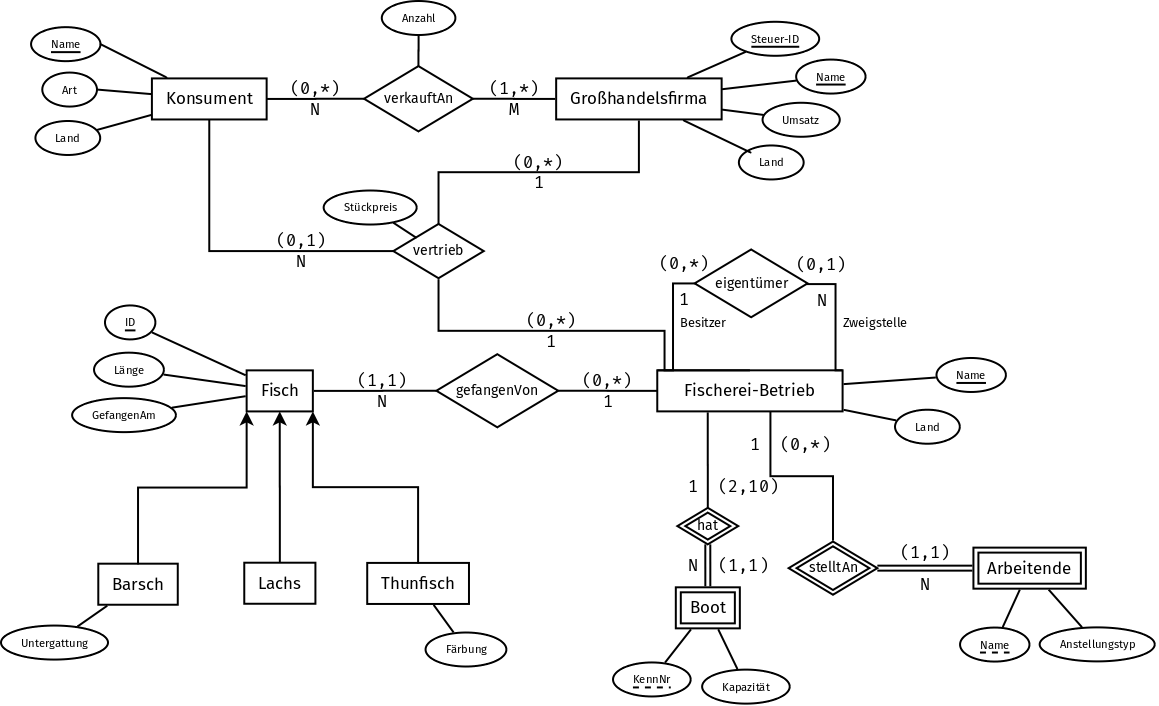 Anzahl
Name
Steuer-ID
Name
Art
Konsument
(0,*)
N
verkauftAn
(1,*)
M
Großhandelsfirma
Umsatz
Land
Land
(0,*)
1
Stückpreis
(0,1)
N
vertrieb
(0,*)
1
eigentümer
(0,1)
1
N
Besitzer
Zweigstelle
(0,*)
1
ID
Länge
GefangenAm
Fisch
(1,1)
N
gefangenVon
(0,*)
1
Fischerei-Betrieb
Name
Land
1
(0,*)
1
(2,10)
hat
N
(1,1)
stelltAn
(1,1)
N
Arbeitende
Barsch
Lachs
Thunfisch
Boot
Untergattung
Färbung
Name
Anstellungstyp
KennNr
Kapazität